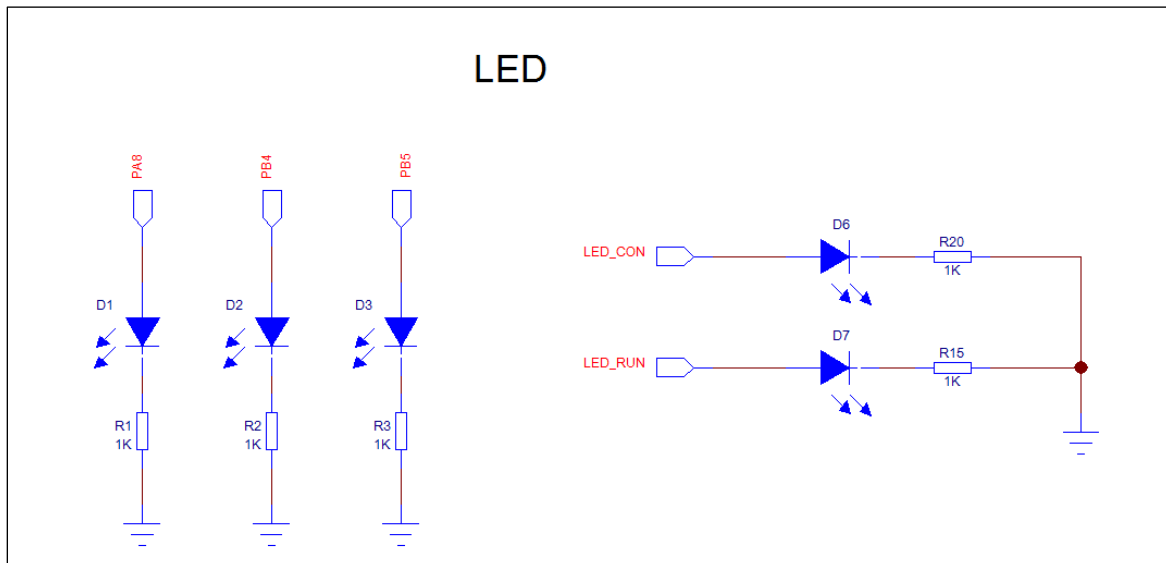 LED
PA8
PB4
PB5
D1
D2
D3
R1
1K
R2
1K
R3
1K
LED_CON
D6
R20
1K
LED_RUN
D7
R15
1K